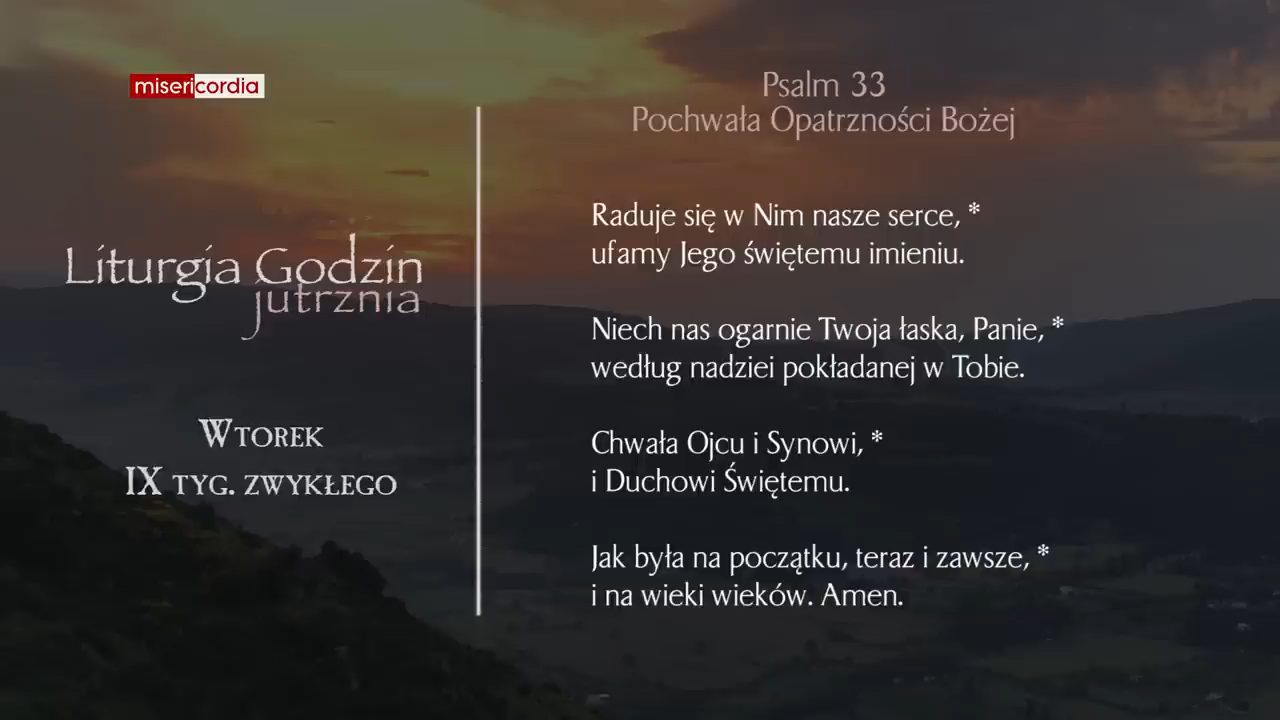 misericordia
Liturgia Godzin
jutrznia
Wtorek
IX tyg. zwykłego
Psalm 33
Pochwała Opatrzności Bożej
Raduje się w Nim nasze serce, *
ufamy Jego świętemu imieniu.
Niech nas ogarnie Twoja łaska, Panie, *
według nadziei pokładanej w Tobie.
Chwała Ojcu i Synowi, *
i Duchowi Świętemu.
Jak była na początku, teraz i zawsze, *
i na wieki wieków. Amen.